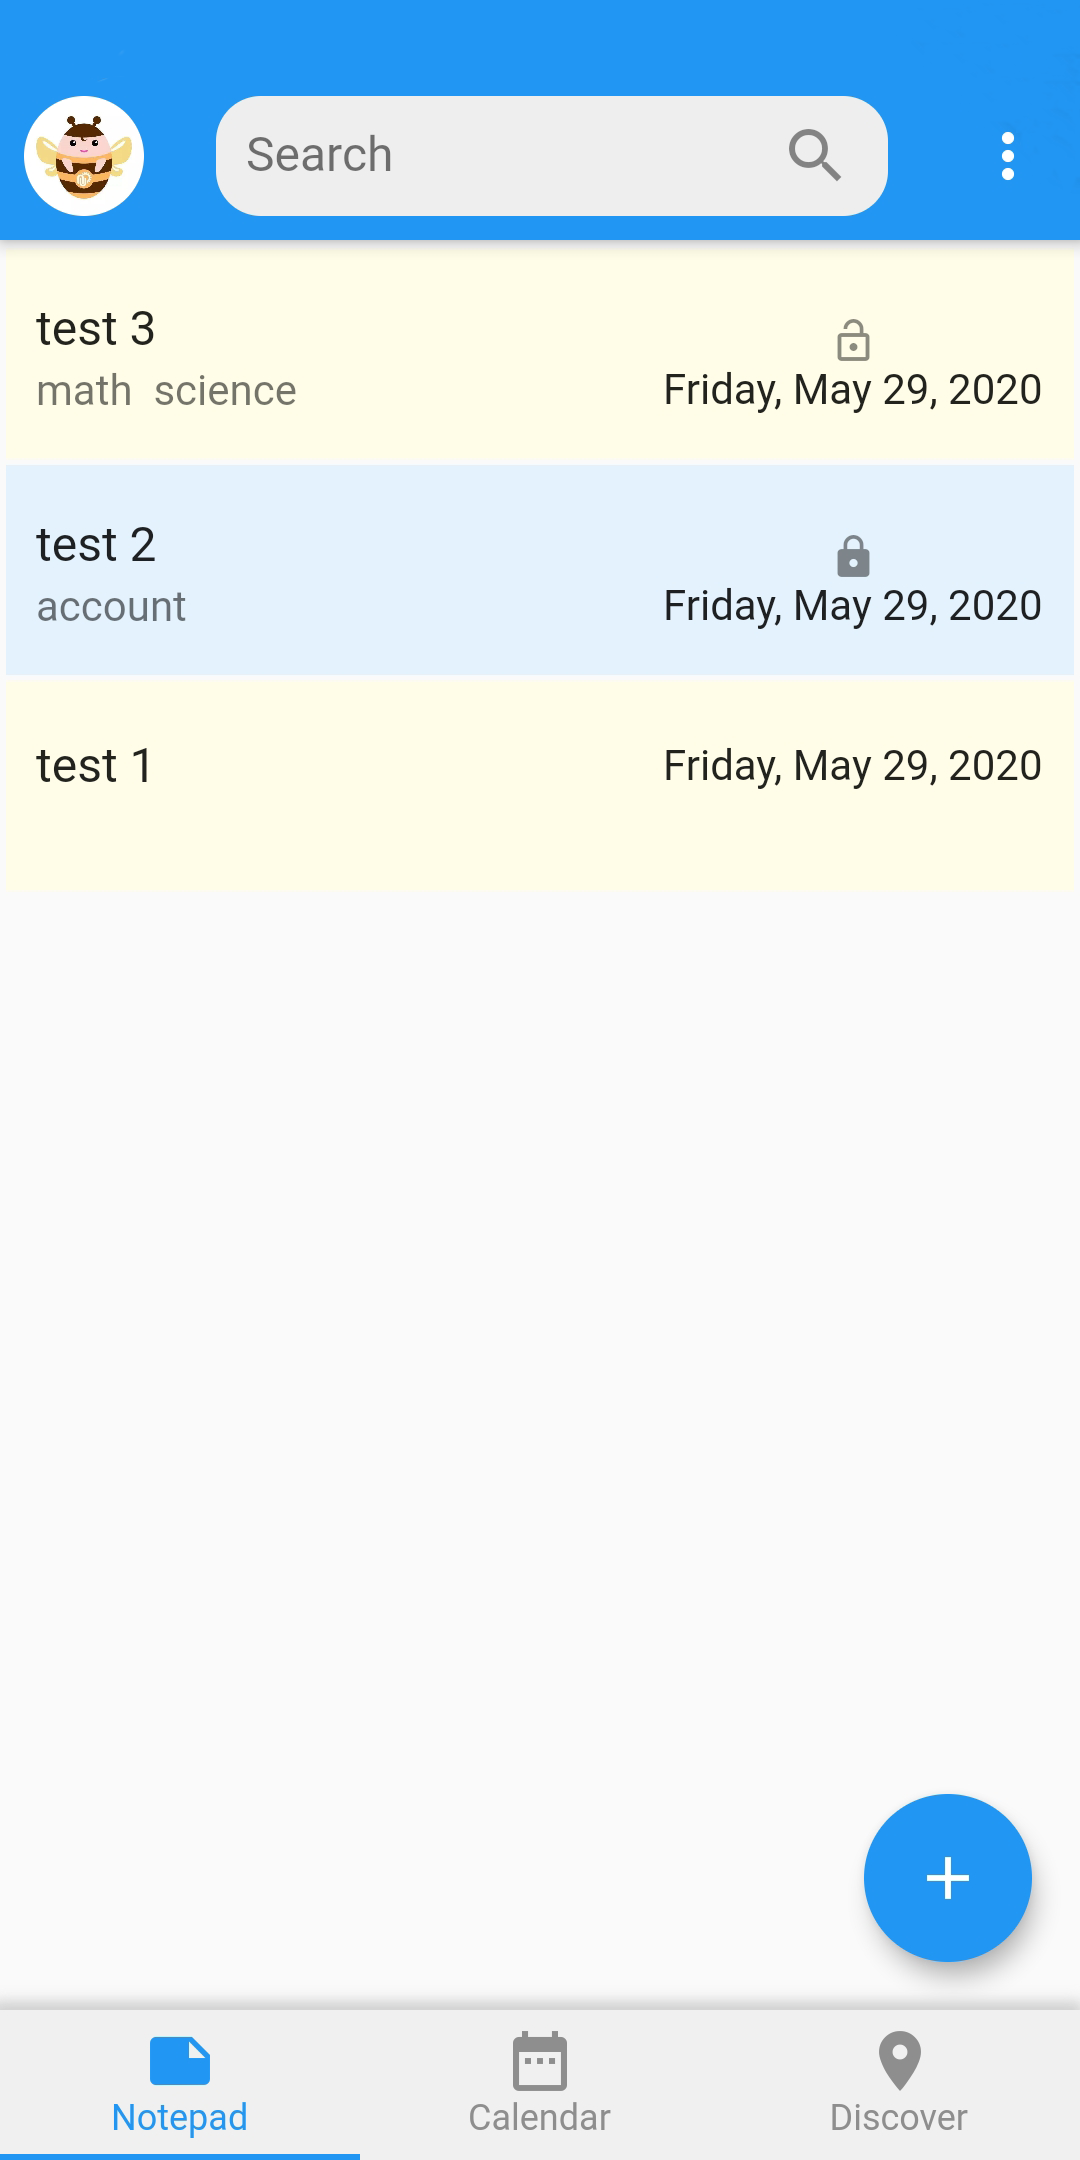 Search
test 3
math science
Friday, May 29, 2020
test 2
account
Friday, May 29, 2020
test 1
Friday, May 29, 2020
Notepad
Calendar
Discover